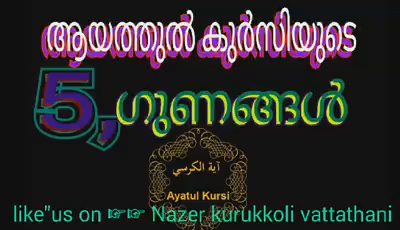 ആയത്തുൽ കുർസിയുടെ
5, ഗുണങ്ങൾ
آية الكرسي
Ayatul Kursi
like"us on ☞☞ Nazer kurukkoli vattathani